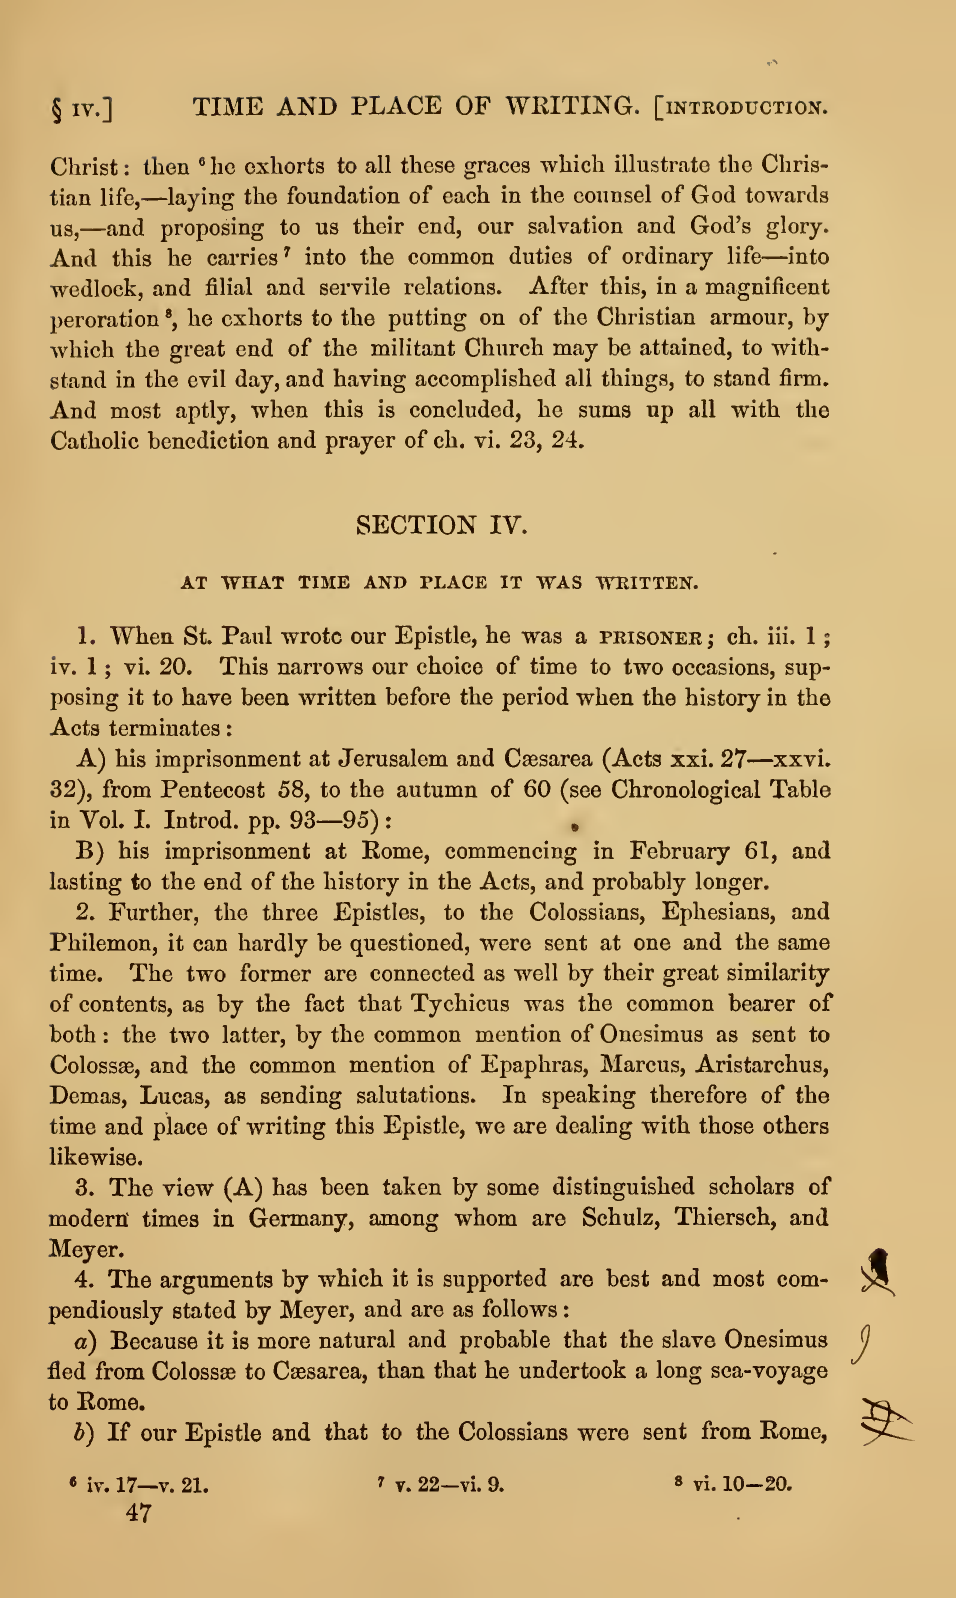 § IV.] TIME AND PLACE OF WRITING. [INTRODUCTION.
Christ : then ⁶ he exhorts to all these graces which illustrate the Chris-
tian life,—laying the foundation of each in the counsel of God towards
us,—and proposing to us their end, our salvation and God's glory.
And this he carries ⁷ into the common duties of ordinary life—into
wedlock, and filial and servile relations. After this, in a magnificent
peroration ⁸, he exhorts to the putting on of the Christian armour, by
which the great end of the militant Church may be attained, to with-
stand in the evil day, and having accomplished all things, to stand firm.
And most aptly, when this is concluded, he sums up all with the
Catholic benediction and prayer of ch. vi. 23, 24.
SECTION IV.
AT WHAT TIME AND PLACE IT WAS WRITTEN.
1. When St. Paul wrote our Epistle, he was a PRISONER ; ch. iii. 1 ;
iv. 1 ; vi. 20. This narrows our choice of time to two occasions, sup-
posing it to have been written before the period when the history in the
Acts terminates :
A) his imprisonment at Jerusalem and Cæsarea (Acts xxi. 27—xxvi.
32), from Pentecost 58, to the autumn of 60 (see Chronological Table
in Vol. I. Introd. pp. 93—95) :
B) his imprisonment at Rome, commencing in February 61, and
lasting to the end of the history in the Acts, and probably longer.
2. Further, the three Epistles, to the Colossians, Ephesians, and
Philemon, it can hardly be questioned, were sent at one and the same
time. The two former are connected as well by their great similarity
of contents, as by the fact that Tychicus was the common bearer of
both : the two latter, by the common mention of Onesimus as sent to
Colossæ, and the common mention of Epaphras, Marcus, Aristarchus,
Demas, Lucas, as sending salutations. In speaking therefore of the
time and place of writing this Epistle, we are dealing with those others
likewise.
3. The view (A) has been taken by some distinguished scholars of
modern times in Germany, among whom are Schulz, Thiersch, and
Meyer.
4. The arguments by which it is supported are best and most com-
pendiously stated by Meyer, and are as follows :
a) Because it is more natural and probable that the slave Onesimus
fled from Colossæ to Cæsarea, than that he undertook a long sea-voyage
to Rome.
b) If our Epistle and that to the Colossians were sent from Rome,
⁶ iv. 17—v. 21. ⁷ v. 22—vi. 9. ⁸ vi. 10—20.
47